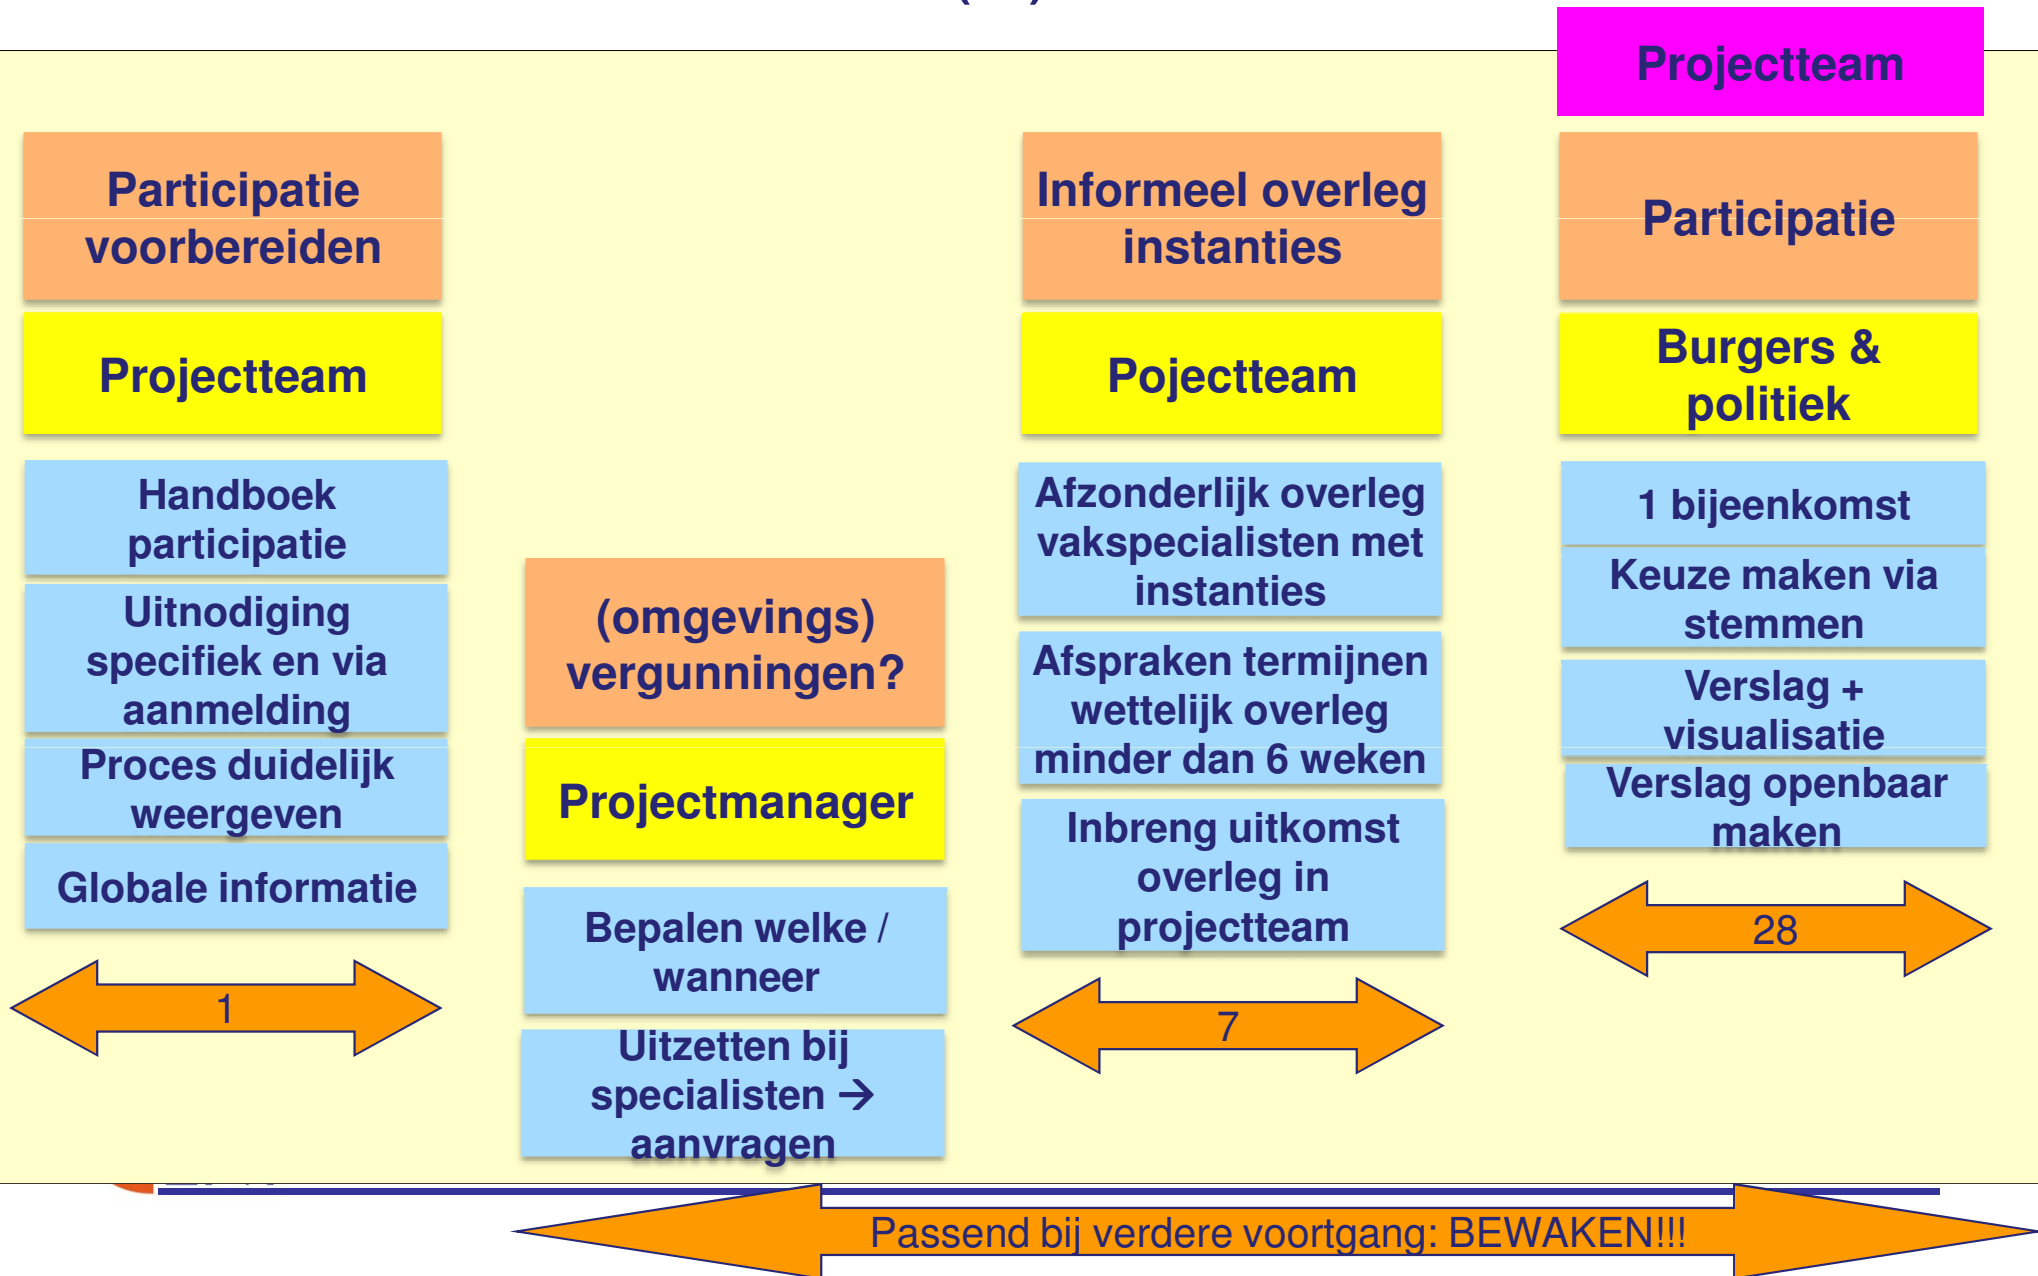 Projectteam
Participatie
voorbereiden
Projectteam
Handboek
participatie
Uitnodiging
specifiek en via
aanmelding
Proces duidelijk
weergeven
Globale informatie
1
(omgevings)
vergunningen?
Projectmanager
Bepalen welke /
wanneer
Uitzetten bij
specialisten →
aanvragen
Informeel overleg
instanties
Pojectteam
Afzonderlijk overleg
vakspecialisten met
instanties
Afspraken termijnen
wettelijk overleg
minder dan 6 weken
Inbreng uitkomst
overleg in
projectteam
7
Participatie
Burgers &
politiek
1 bijeenkomst
Keuze maken via
stemmen
Verslag +
visualisatie
Verslag openbaar
maken
28
Passend bij verdere voortgang: BEWAKEN!!!